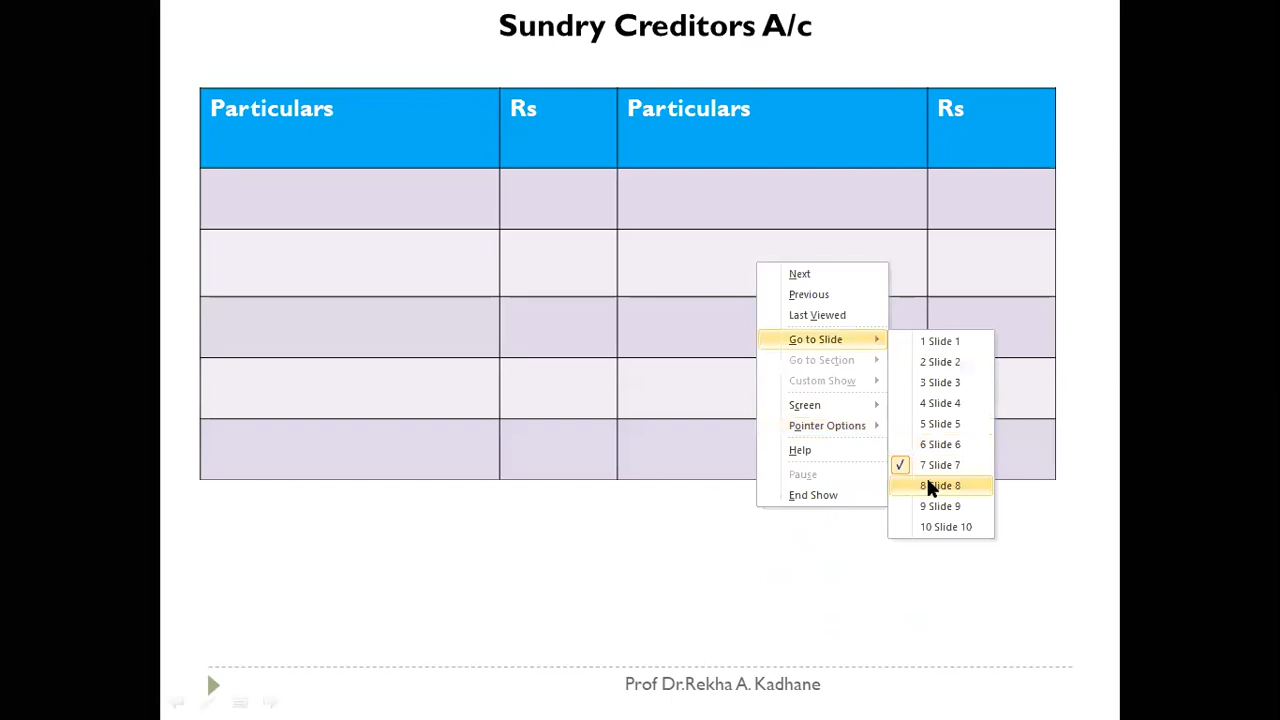 Sundry Creditors A/c
Particulars Rs Particulars Rs
Next
Previous
Last Viewed
Go to Slide
Go to Section
Custom Show
Screen
Pointer Options
Help
Pause
End Show
1 Slide 1
2 Slide 2
3 Slide 3
4 Slide 4
5 Slide 5
6 Slide 6
7 Slide 7
8 Slide 8
9 Slide 9
10 Slide 10
Prof Dr.Rekha A. Kadhane